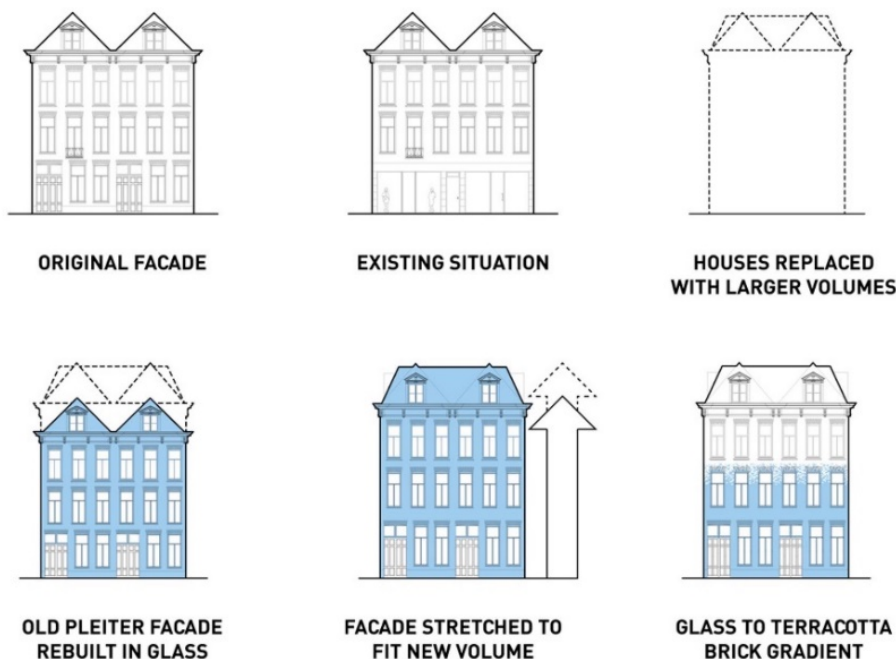 ORIGINAL FACADE
EXISTING SITUATION
HOUSES REPLACED
WITH LARGER VOLUMES
OLD PLEITER FACADE
REBUILT IN GLASS
FACADE STRETCHED TO
FIT NEW VOLUME
GLASS TO TERRACOTTA
BRICK GRADIENT